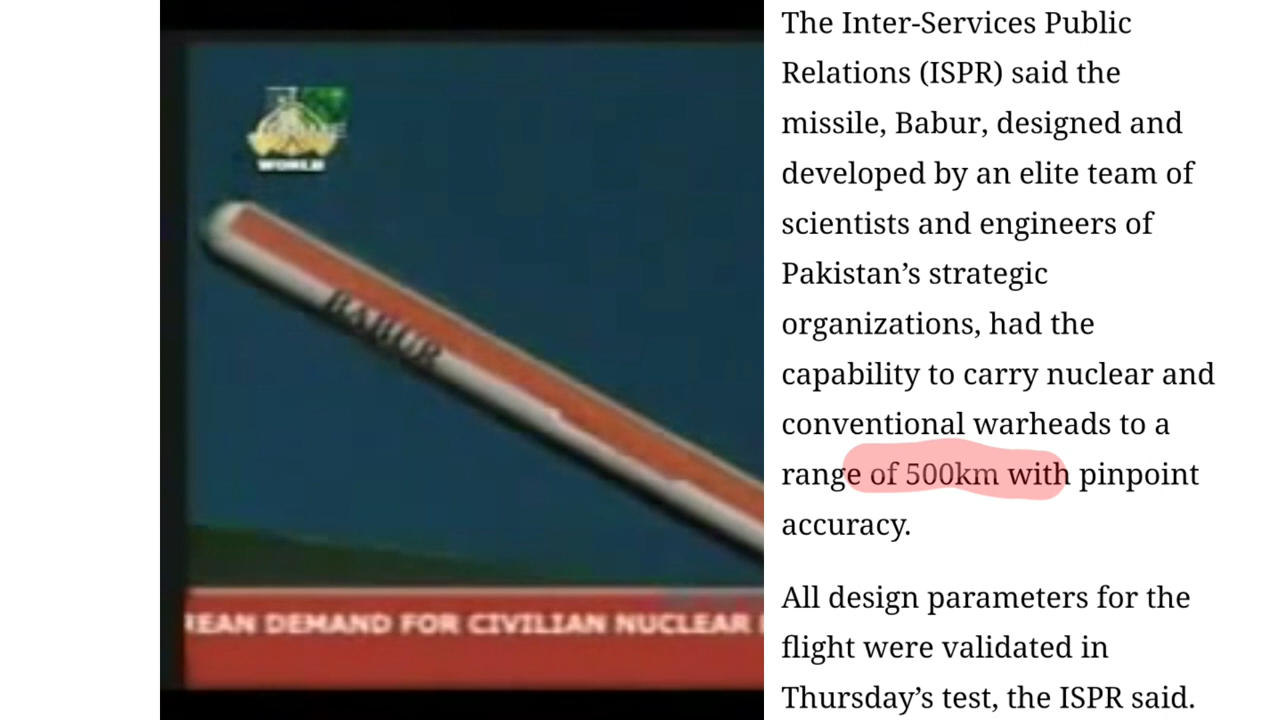 WORLD
BABUR
REAN DEMAND FOR CIVILIAN NUCLEAR
The Inter-Services Public
Relations (ISPR) said the
missile, Babur, designed and
developed by an elite team of
scientists and engineers of
Pakistan’s strategic
organizations, had the
capability to carry nuclear and
conventional warheads to a
range of 500km with pinpoint
accuracy.
All design parameters for the
flight were validated in
Thursday’s test, the ISPR said.